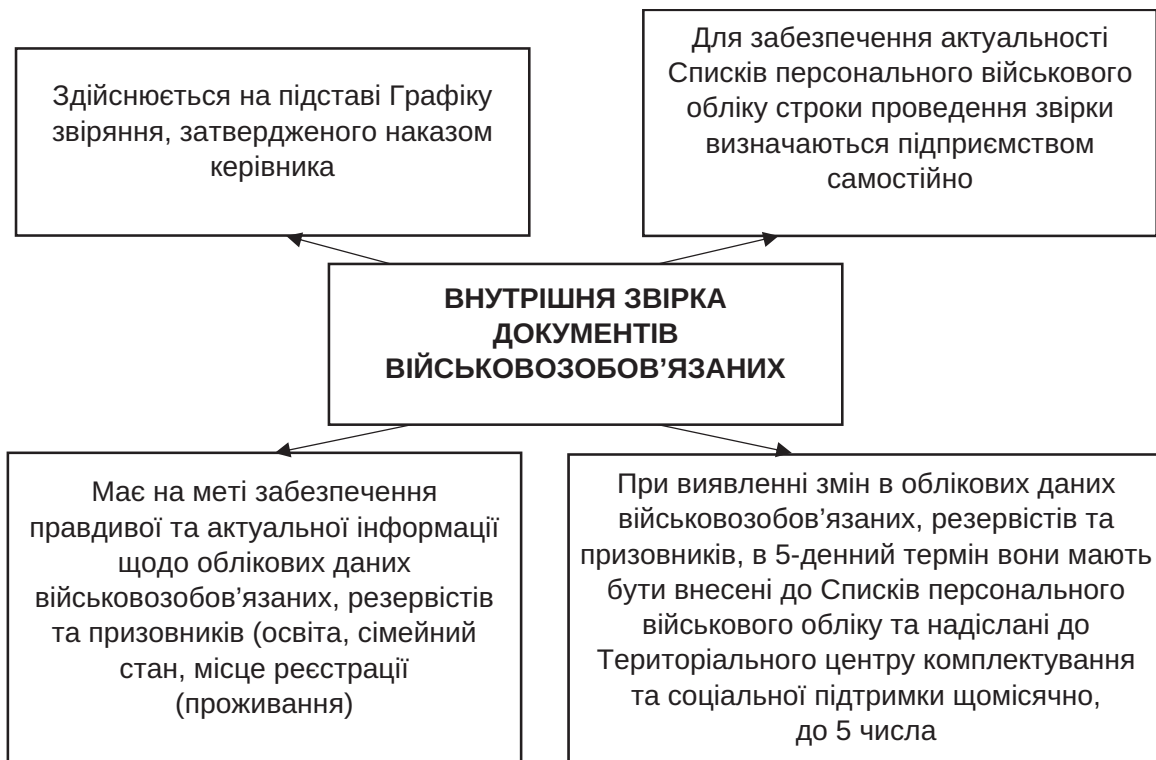 Здійснюється на підставі Графіку
звіряння, затвердженого наказом
керівника
Для забезпечення актуальності
Списків персонального військового
обліку строки проведення звірки
визначаються підприємством
самостійно
ВНУТРІШНЯ ЗВІРКА
ДОКУМЕНТІВ
ВІЙСЬКОВОЗОБОВ’ЯЗАНИХ
Має на меті забезпечення
правдивої та актуальної інформації
щодо облікових даних
військовозобов’язаних, резервістів
та призовників (освіта, сімейний
стан, місце реєстрації
(проживання)
При виявленні змін в облікових даних
військовозобов’язаних, резервістів та
призовників, в 5-денний термін вони мають
бути внесені до Списків персонального
військового обліку та надіслані до
Територіального центру комплектування
та соціальної підтримки щомісячно,
до 5 числа